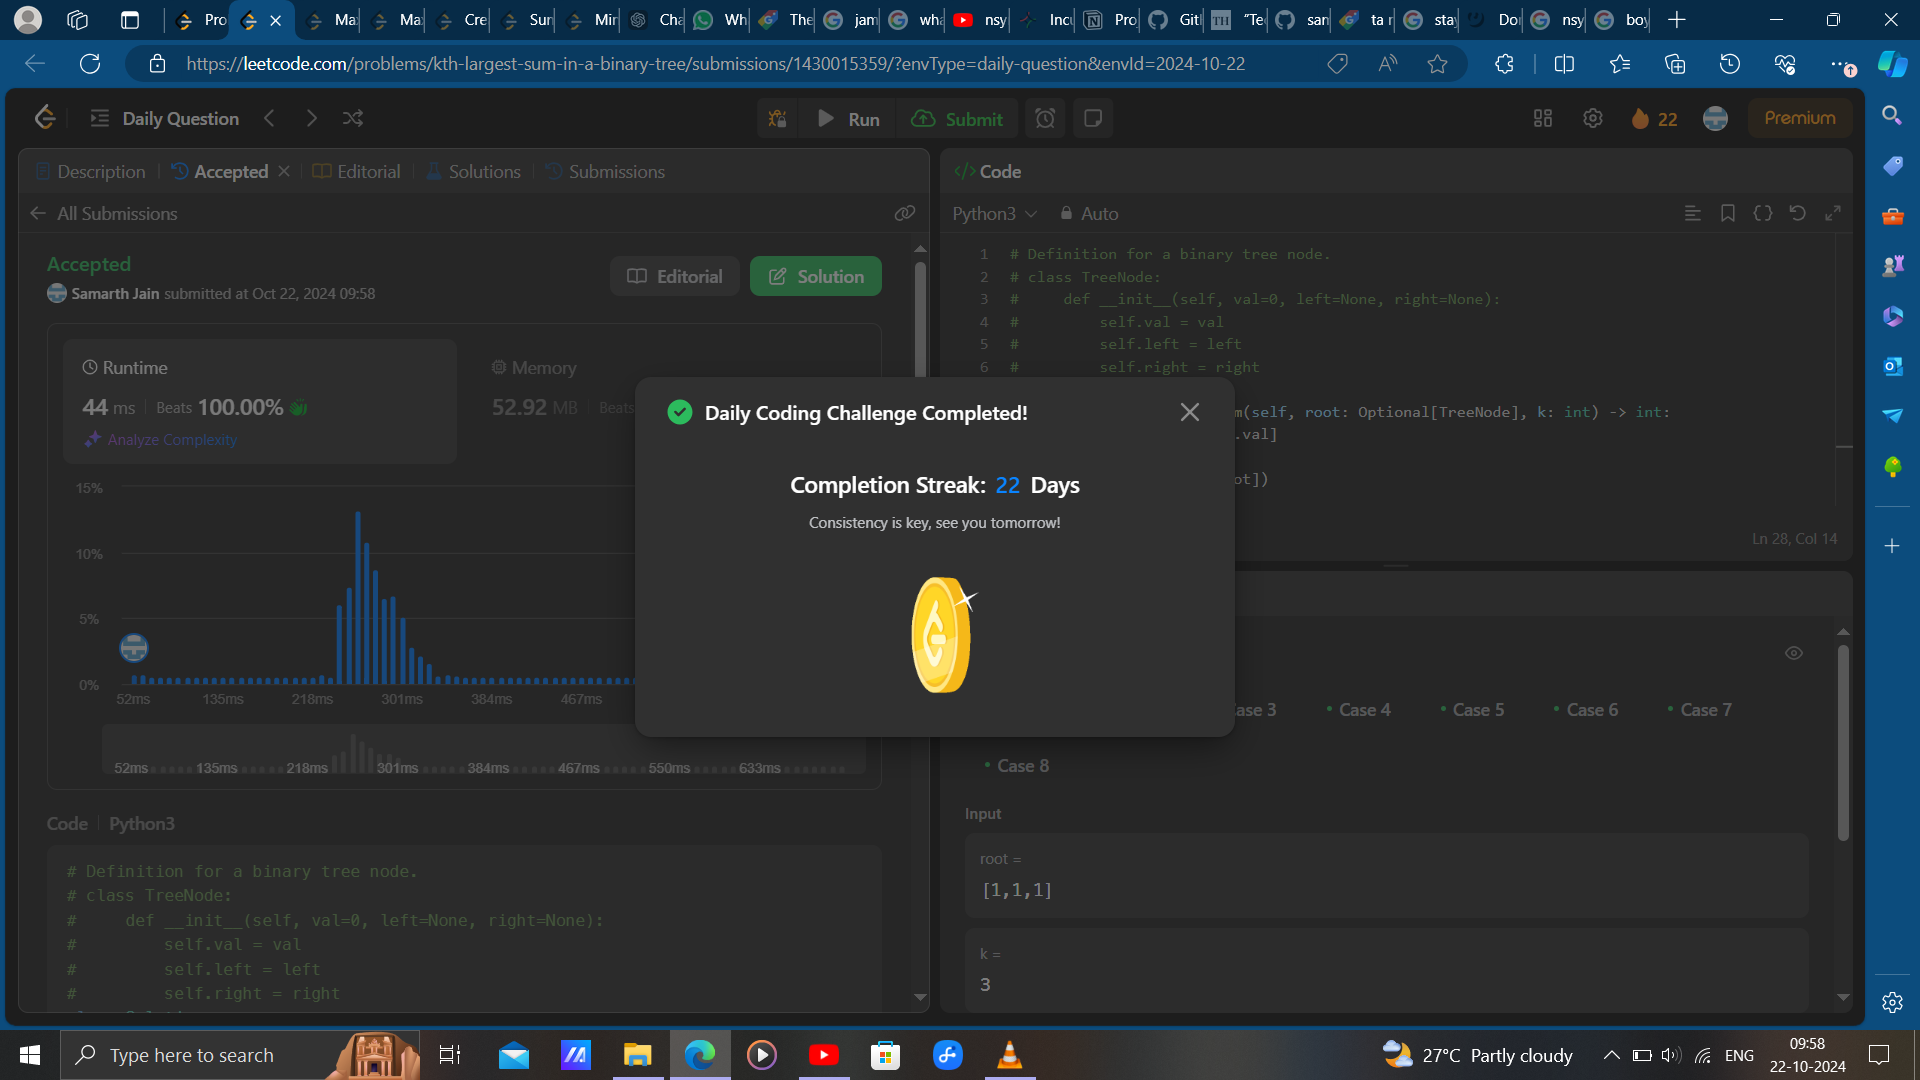 Pro
Ma
Ma
Cre
Sun
Min
Cha
Wh
The
jam
wha
nsy
Incu
Pro
Git
"Te
san
ta r
stay
Do
nsy
boy
https://leetcode.com/problems/kth-largest-sum-in-a-binary-tree/submissions/1430015359/?envType=daily-question&envId=2024-10-22
Daily Question
Run
Submit
22
Premium
Description
Accepted
Editorial
Solutions
Submissions
All Submissions
Accepted
Samarth Jain submitted at Oct 22, 2024 09:58
Editorial
Solution
Runtime
44 ms
Beats 100.00%
Analyze Complexity
Memory
52.92 MB
Beats
15%
10%
5%
0%
52ms 135ms 218ms 301ms 384ms 467ms
52ms 135ms 218ms 301ms 384ms 467ms 550ms 633ms
Code
Python3
# Definition for a binary tree node.
# class TreeNode:
#     def __init__(self, val=0, left=None, right=None):
#         self.val = val
#         self.left = left
#         self.right = right
Daily Coding Challenge Completed!
Completion Streak: 22 Days
Consistency is key, see you tomorrow!
</> Code
Python3
Auto
1 # Definition for a binary tree node.
2 # class TreeNode:
3 #     def __init__(self, val=0, left=None, right=None):
4 #         self.val = val
5 #         self.left = left
6 #         self.right = right
m(self, root: Optional[TreeNode], k: int) -> int:
.val]
ot])
Ln 28, Col 14
ase 3
Case 4
Case 5
Case 6
Case 7
Case 8
Input
root =
[1,1,1]
k =
3
Type here to search
27°C Partly cloudy
ENG
09:58
22-10-2024